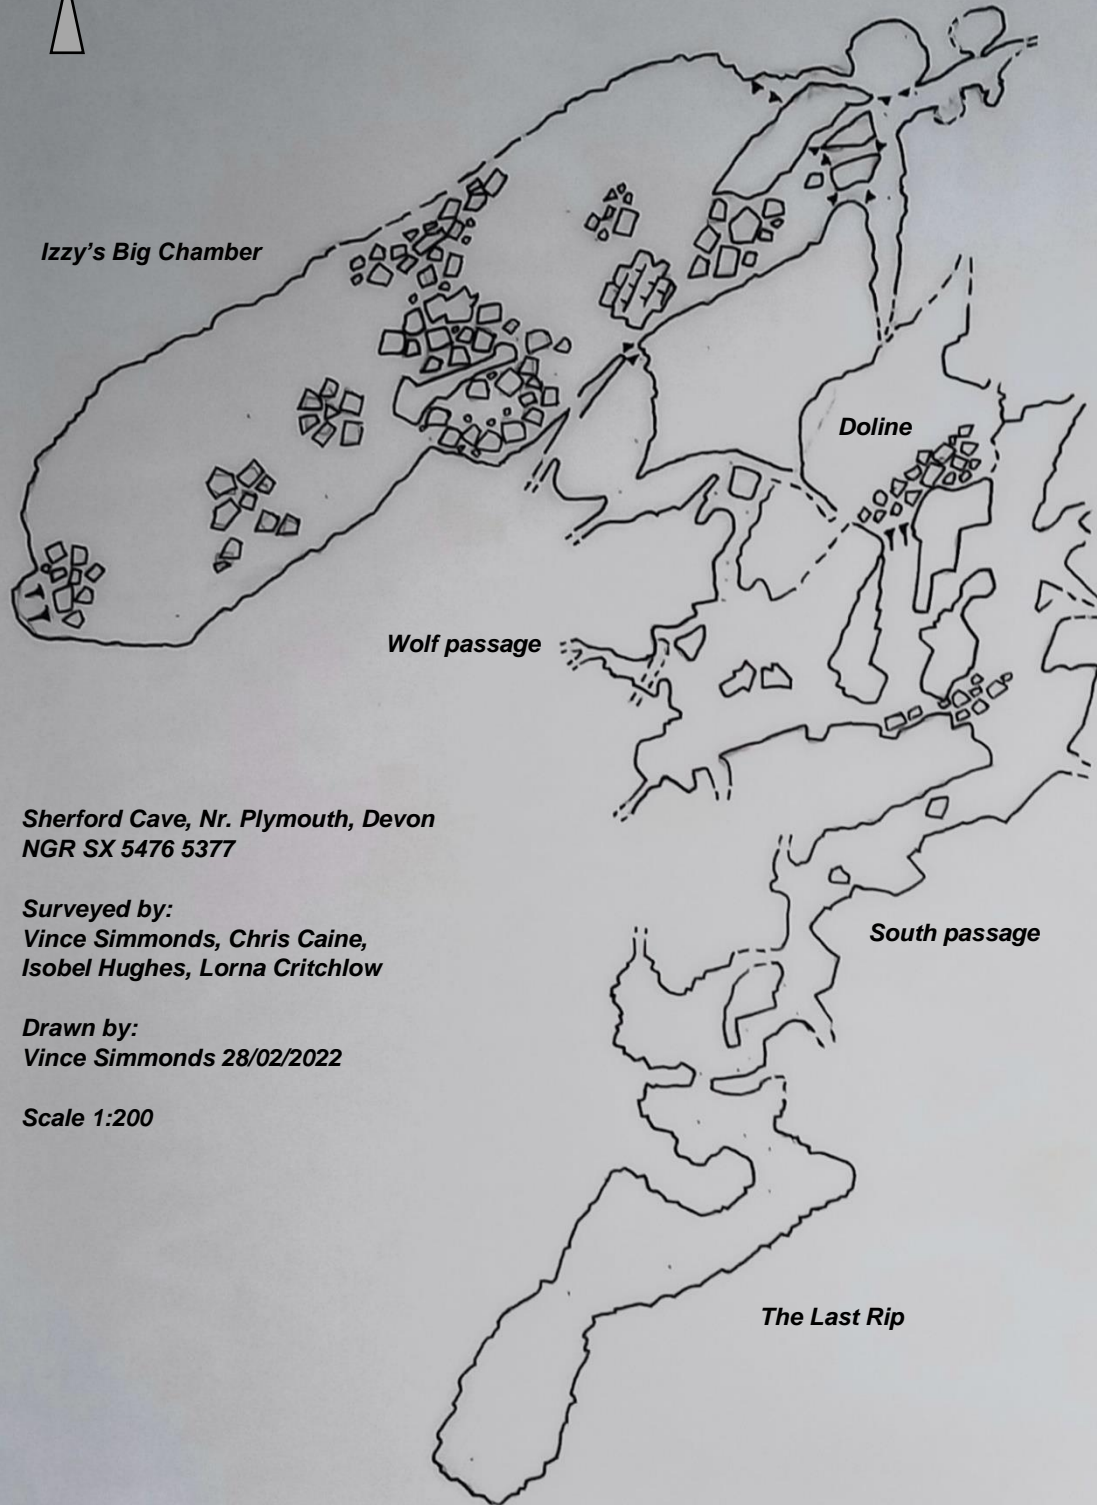 Izzy's Big Chamber
Doline
Wolf passage
Sherford Cave, Nr. Plymouth, Devon
NGR SX 5476 5377
Surveyed by:
Vince Simmonds, Chris Caine,
Isobel Hughes, Lorna Critchlow
Drawn by:
Vince Simmonds 28/02/2022
Scale 1:200
South passage
The Last Rip